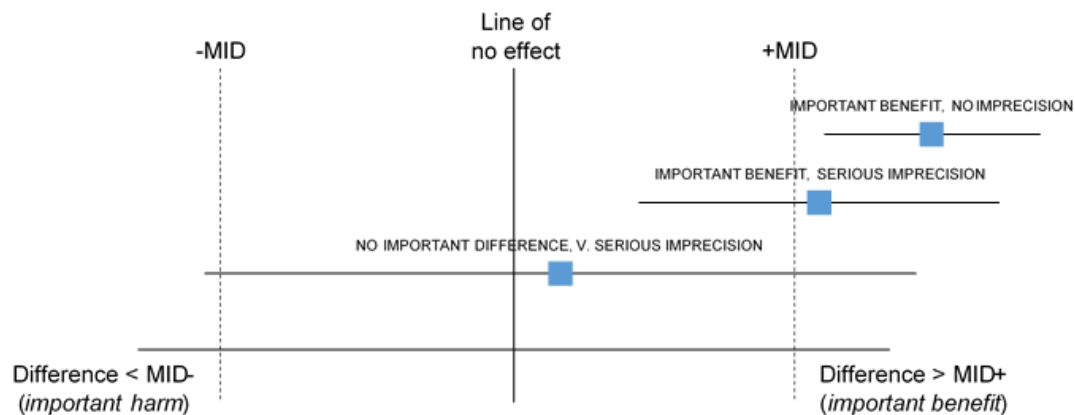 Line of
no effect
-MID
+MID
IMPORTANT BENEFIT, NO IMPRECISION
IMPORTANT BENEFIT, SERIOUS IMPRECISION
NO IMPORTANT DIFFERENCE, V. SERIOUS IMPRECISION
Difference < MID-
(important harm)
Difference > MID+
(important benefit)